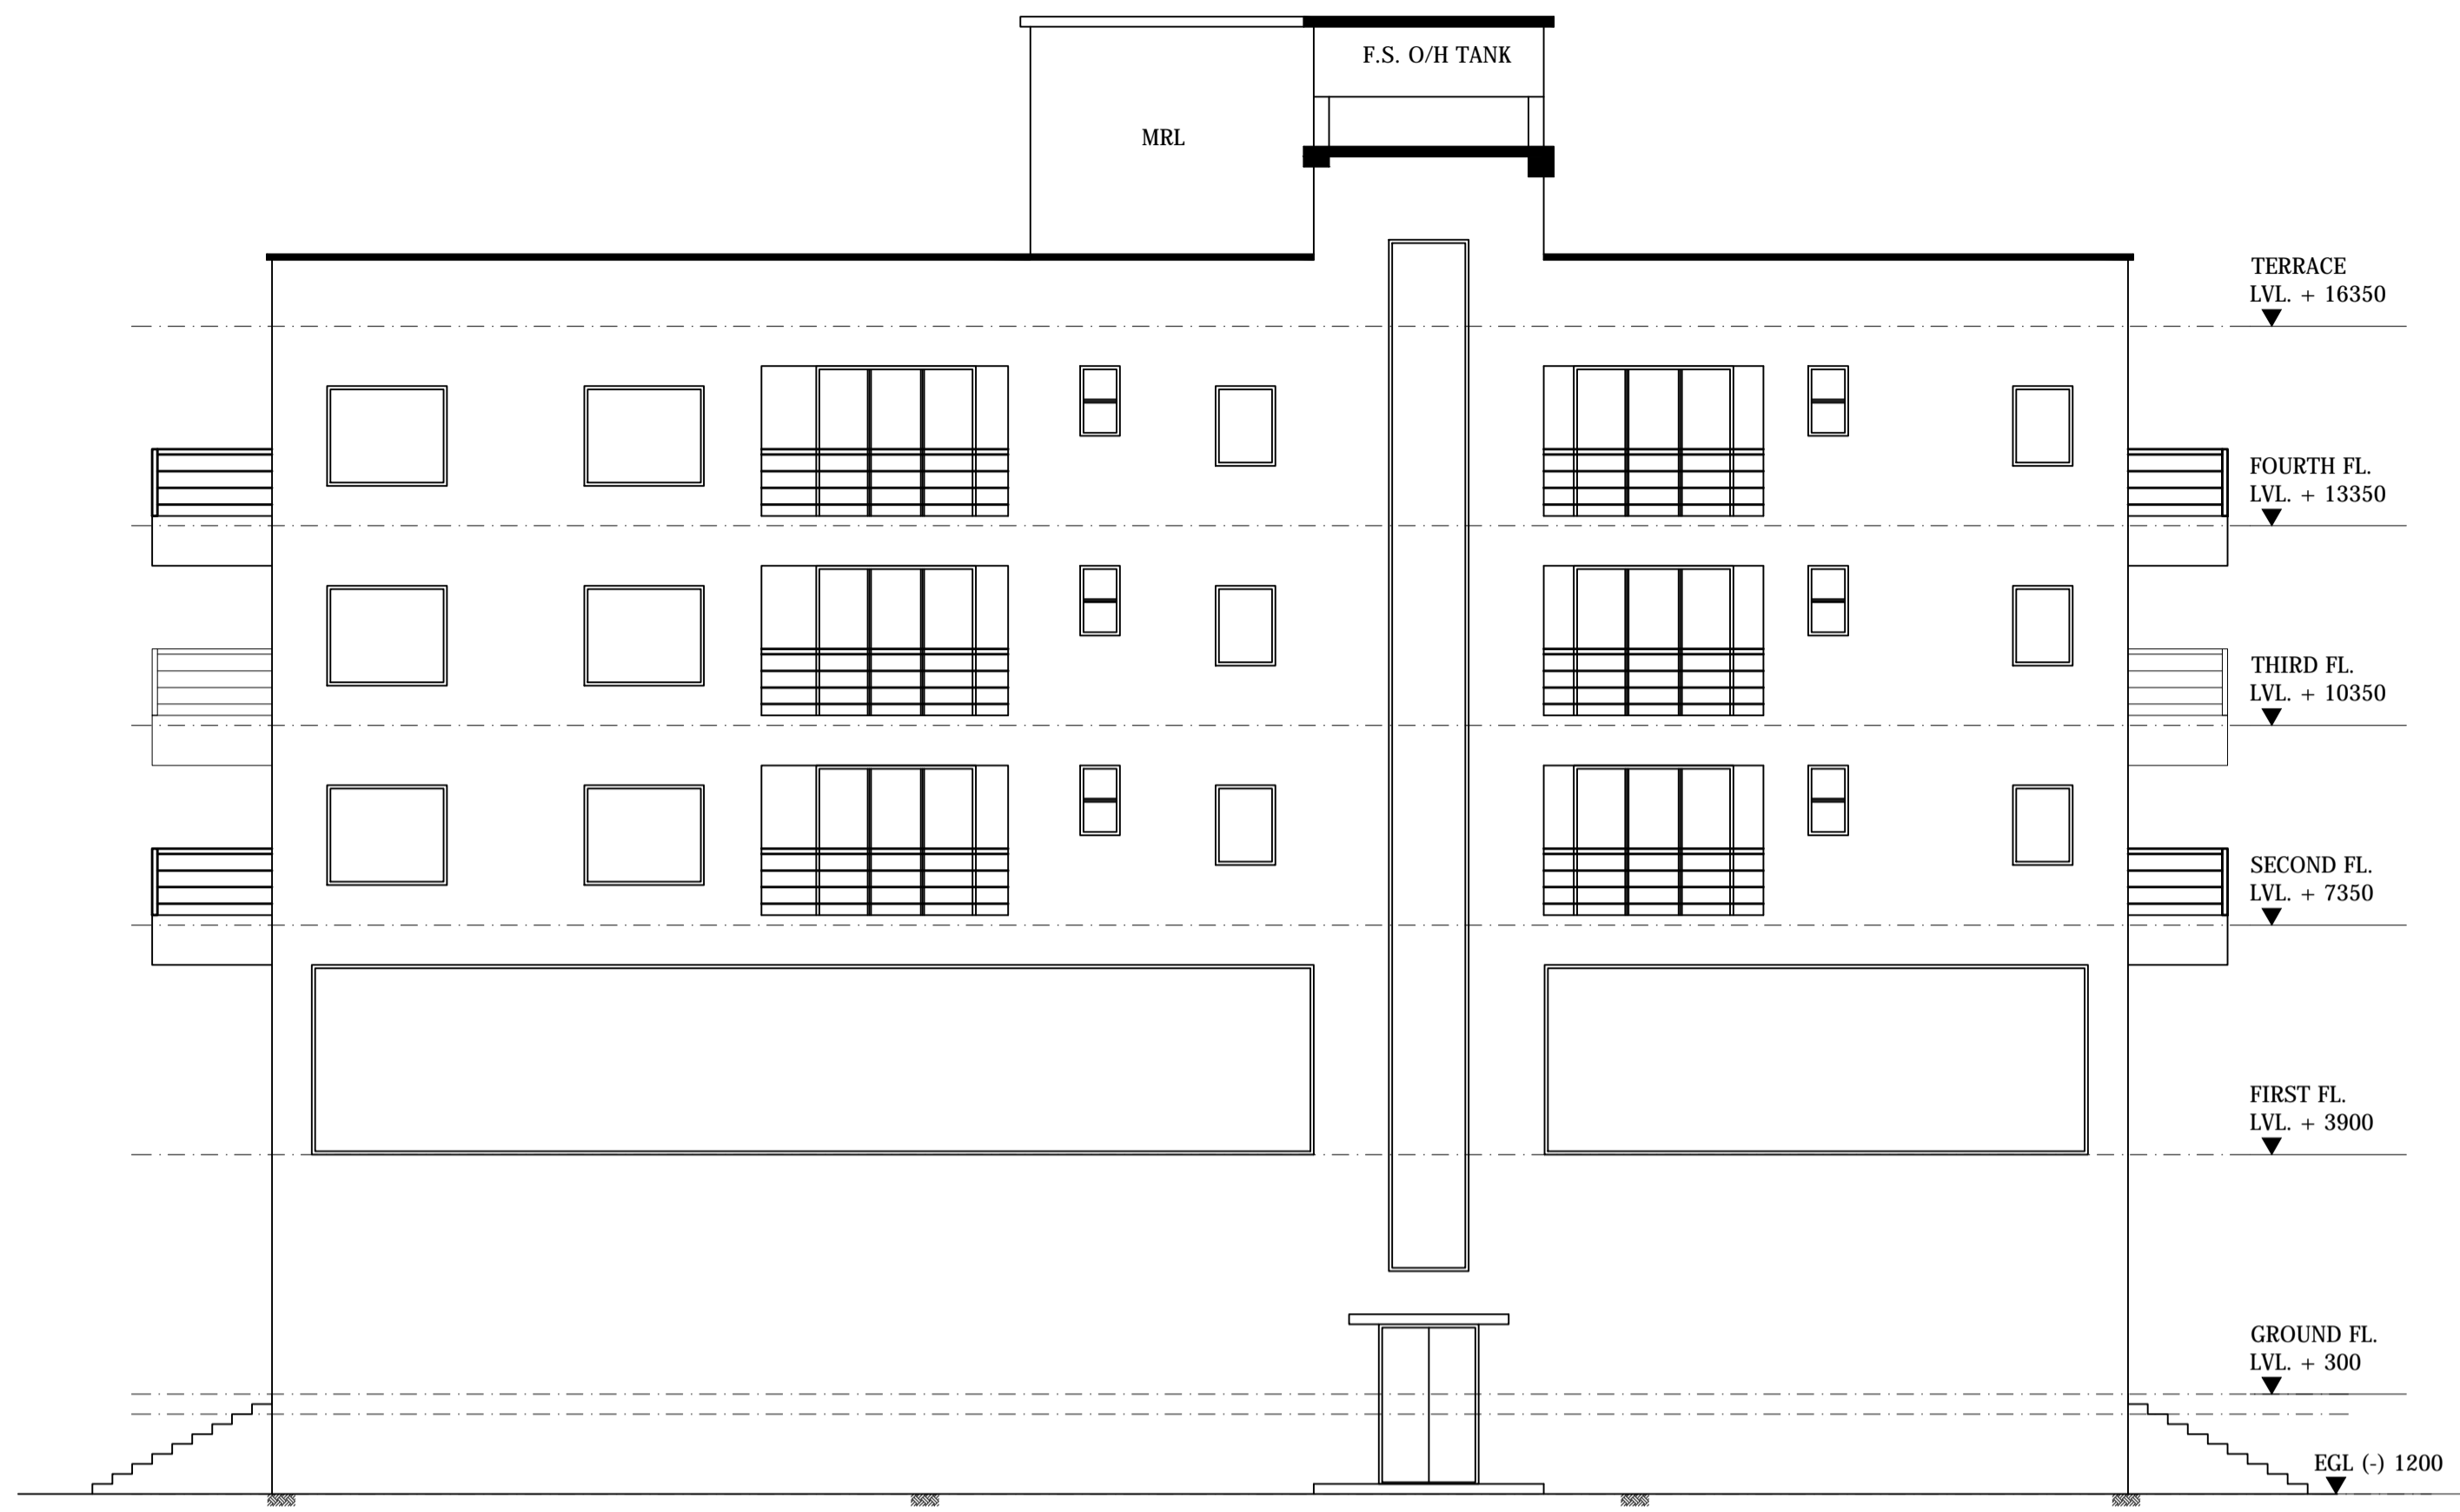 F.S. O/H TANK
MRL
TERRACE
LVL. + 16350
FOURTH FL.
LVL. + 13350
THIRD FL.
LVL. + 10350
SECOND FL.
LVL. + 7350
FIRST FL.
LVL. + 3900
GROUND FL.
LVL. + 300
EGL (-) 1200